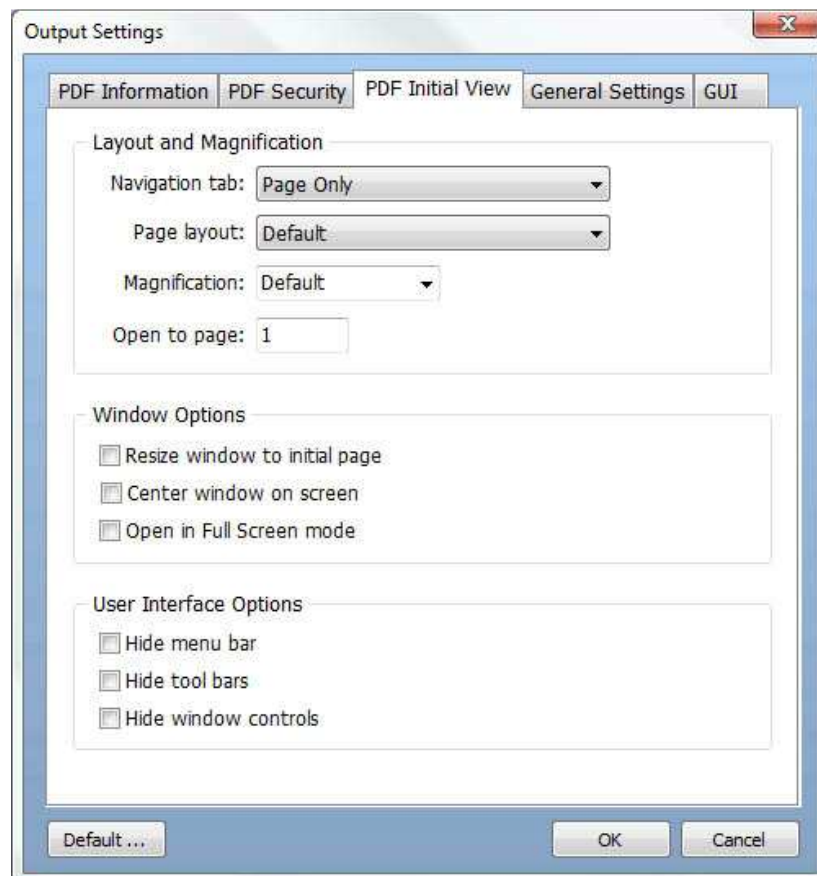 Output Settings
PDF Information PDF Security PDF Initial View General Settings GUI
Layout and Magnification
Navigation tab: Page Only
Page layout: Default
Magnification: Default
Open to page: 1
Window Options
Resize window to initial page
Center window on screen
Open in Full Screen mode
User Interface Options
Hide menu bar
Hide tool bars
Hide window controls
Default ... OK Cancel